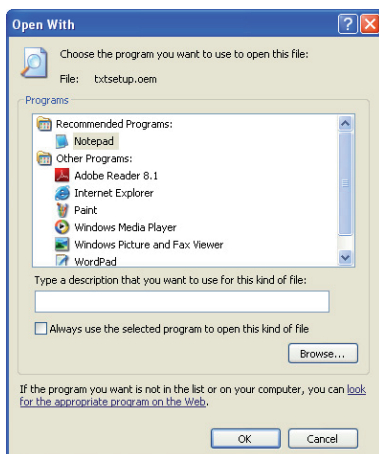 Open With
Choose the program you want to use to open this file:
File: txtsetup.oem
Programs
Recommended Programs:
Notepad
Other Programs:
Adobe Reader 8.1
Internet Explorer
Paint
Windows Media Player
Windows Picture and Fax Viewer
WordPad
Type a description that you want to use for this kind of file:
Always use the selected program to open this kind of file
Browse...
If the program you want is not in the list or on your computer, you can look
for the appropriate program on the Web.
OK Cancel